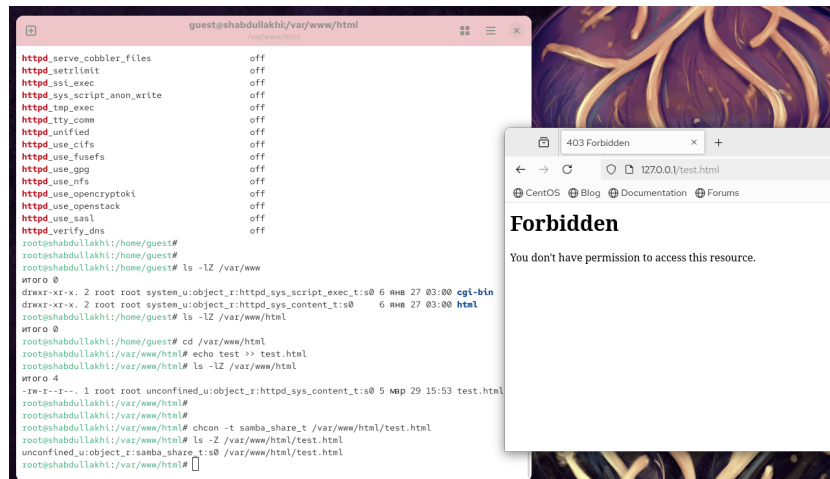 guest@shabdullakhi:/var/www/html
/var/www/html
httpd_serve_cobbler_files off
httpd_setrlimit off
httpd_ssi_exec off
httpd_sys_script_anon_write off
httpd_tmp_exec off
httpd_tty_comm off
httpd_unified off
httpd_use_cifs off
httpd_use_fusefs off
httpd_use_gpg off
httpd_use_nfs off
httpd_use_opencryptoki off
httpd_use_openstack off
httpd_use_sasl off
httpd_verify_dns off
root@shabdullakhi:/home/guest#
root@shabdullakhi:/home/guest#
root@shabdullakhi:/home/guest# ls -lZ /var/www
итого 0
drwxr-xr-x. 2 root root system_u:object_r:httpd_sys_script_exec_t:s0 6 янв 27 03:00 cgi-bin
drwxr-xr-x. 2 root root system_u:object_r:httpd_sys_content_t:s0 6 янв 27 03:00 html
root@shabdullakhi:/home/guest# ls -lZ /var/www/html
итого 0
root@shabdullakhi:/home/guest# cd /var/www/html
root@shabdullakhi:/var/www/html# echo test >> test.html
root@shabdullakhi:/var/www/html# ls -lZ /var/www/html
итого 4
-rw-r--r--. 1 root root unconfined_u:object_r:httpd_sys_content_t:s0 5 мар 29 15:53 test.html
root@shabdullakhi:/var/www/html#
root@shabdullakhi:/var/www/html#
root@shabdullakhi:/var/www/html# chcon -t samba_share_t /var/www/html/test.html
root@shabdullakhi:/var/www/html# ls -Z /var/www/html/test.html
unconfined_u:object_r:samba_share_t:s0 /var/www/html/test.html
root@shabdullakhi:/var/www/html#
403 Forbidden
127.0.0.1/test.html
CentOS Blog Documentation Forums
Forbidden
You don't have permission to access this resource.